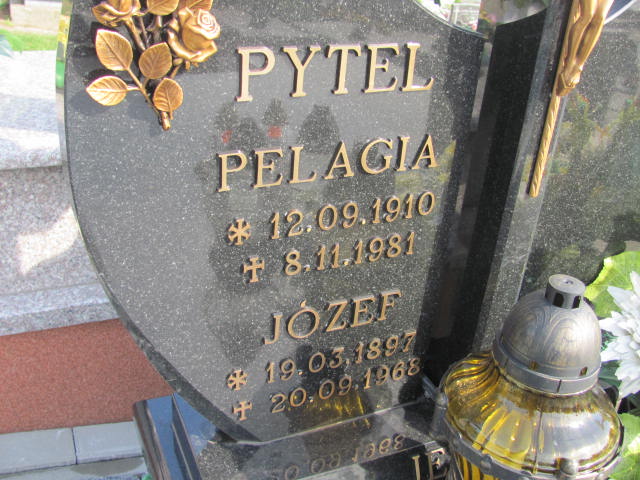 PYTEL
PELAGIA
* 12.09.1910
✝ 8.11.1981
JÓZEF
* 19.03.1897
✝ 20.09.1968